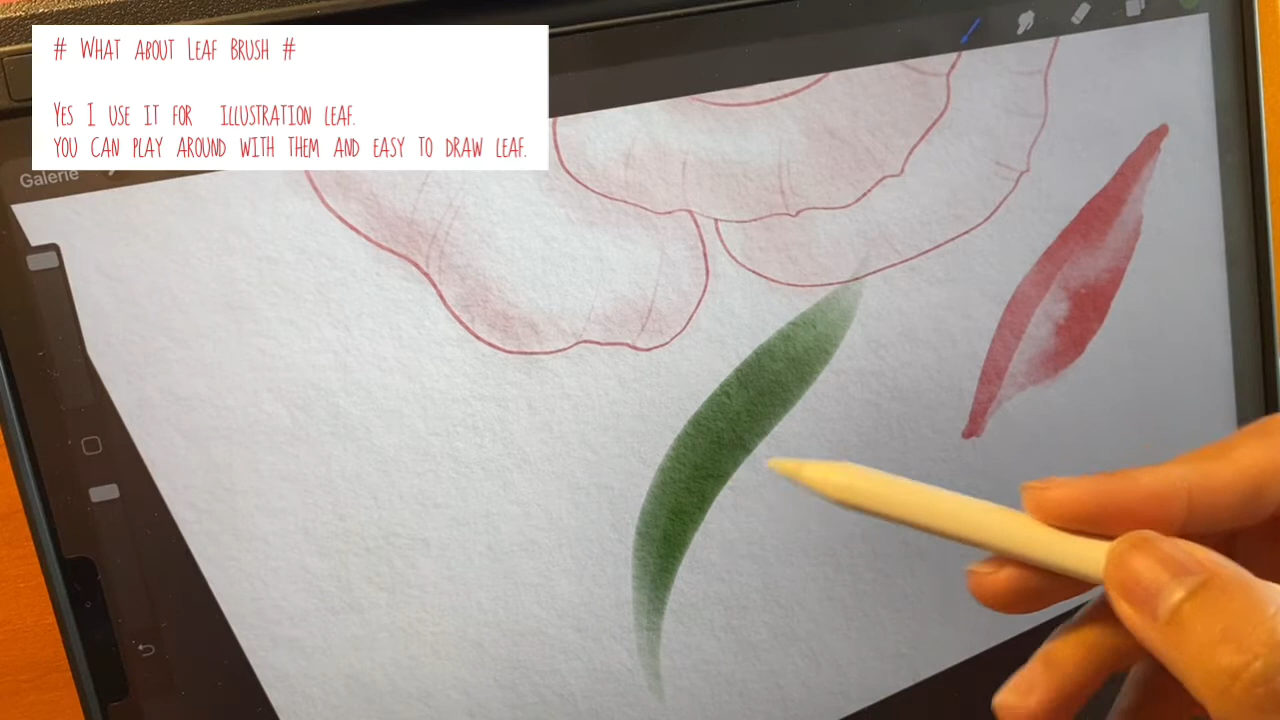 # WHAT ABOUT LEAF BRUSH #
YES I USE IT FOR ILLUSTRATION LEAF.
YOU CAN PLAY AROUND WITH THEM AND EASY TO DRAW LEAF.
Galerie